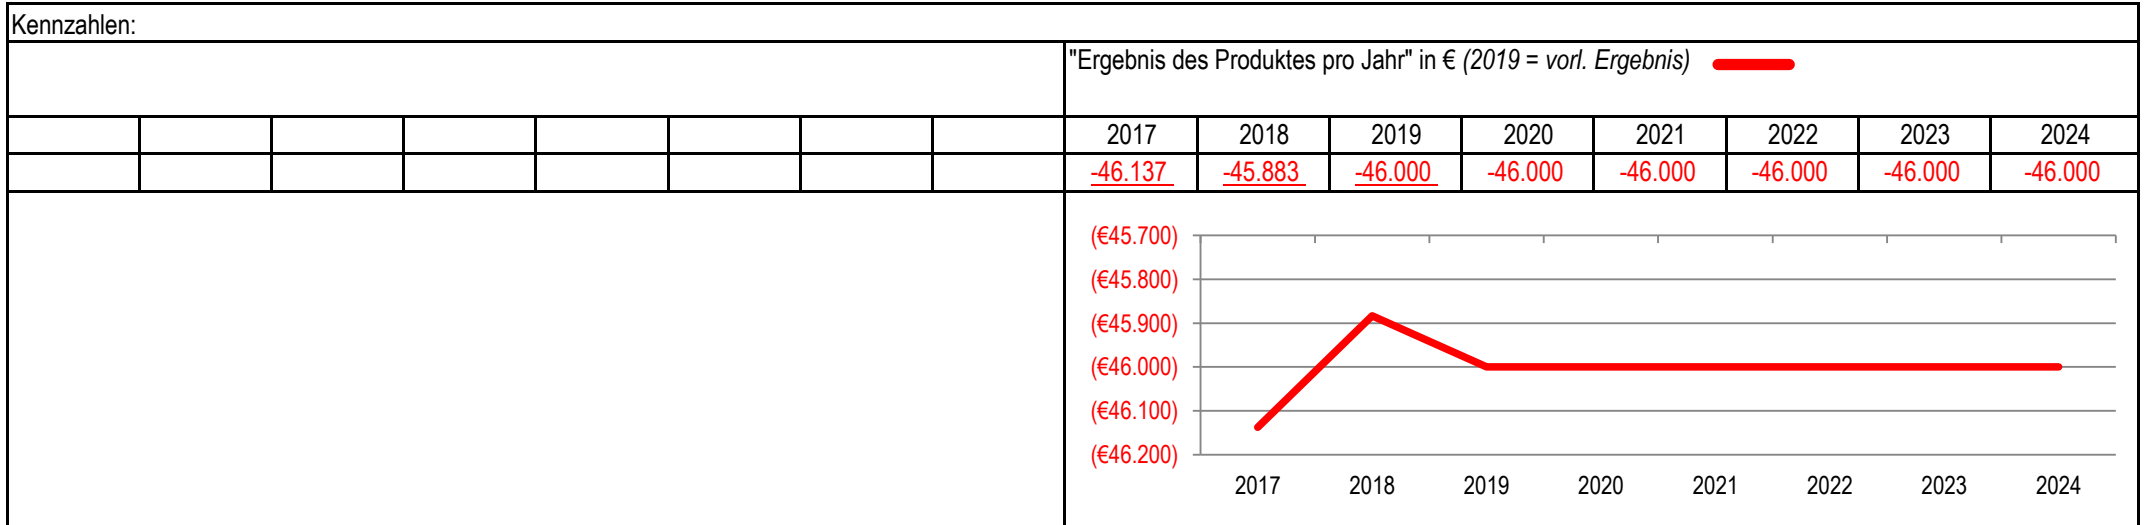 Kennzahlen:
"Ergebnis des Produktes pro Jahr" in € (2019 = vorl. Ergebnis)
2017 2018 2019 2020 2021 2022 2023 2024
-46.137 -45.883 -46.000 -46.000 -46.000 -46.000 -46.000 -46.000
(€45.700)
(€45.800)
(€45.900)
(€46.000)
(€46.100)
(€46.200)
2017 2018 2019 2020 2021 2022 2023 2024